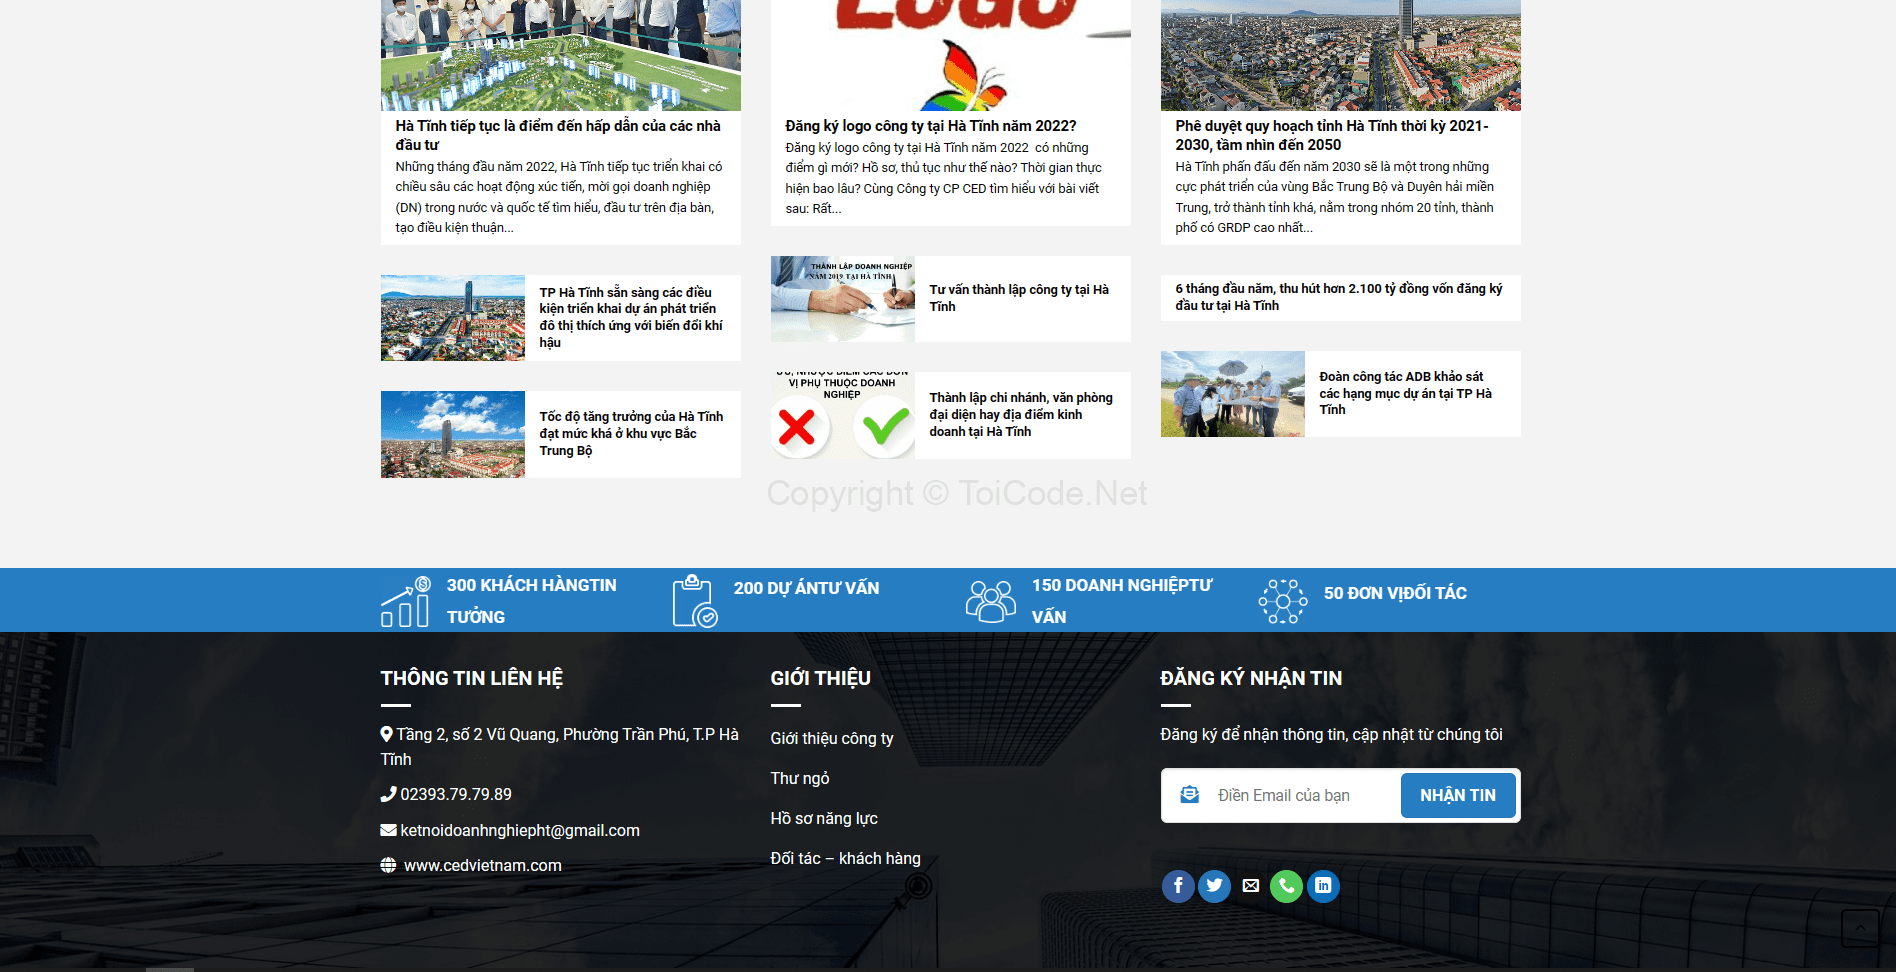 LOGO
Hà Tĩnh tiếp tục là điểm đến hấp dẫn của các nhà
đầu tư
Những tháng đầu năm 2022, Hà Tĩnh tiếp tục triển khai có
chiều sâu các hoạt động xúc tiến, mời gọi doanh nghiệp
(DN) trong nước và quốc tế tìm hiểu, đầu tư trên địa bàn,
tạo điều kiện thuận...
TP Hà Tĩnh sẵn sàng các điều
kiện triển khai dự án phát triển
đô thị thích ứng với biến đổi khí
hậu
Tốc độ tăng trưởng của Hà Tĩnh
đạt mức khá ở khu vực Bắc
Trung Bộ
Đăng ký logo công ty tại Hà Tĩnh năm 2022?
Đăng ký logo công ty tại Hà Tĩnh năm 2022 có những
điểm gì mới? Hồ sơ, thủ tục như thế nào? Thời gian thực
hiện bao lâu? Cùng Công ty CP CED tìm hiểu với bài viết
sau: Rất...
THÀNH LẬP DOANH NGHIỆP
NĂM 2019 TẠI HÀ TĨNH
Tư vấn thành lập công ty tại Hà
Tĩnh
ƯU, NHƯỢC ĐIỂM CÁC ĐƠN
VỊ PHỤ THUỘC DOANH
NGHIỆP
Thành lập chi nhánh, văn phòng
đại diện hay địa điểm kinh
doanh tại Hà Tĩnh
Phê duyệt quy hoạch tỉnh Hà Tĩnh thời kỳ 2021-
2030, tầm nhìn đến 2050
Hà Tĩnh phấn đấu đến năm 2030 sẽ là một trong những
cực phát triển của vùng Bắc Trung Bộ và Duyên hải miền
Trung, trở thành tỉnh khá, nằm trong nhóm 20 tỉnh, thành
phố có GRDP cao nhất...
6 tháng đầu năm, thu hút hơn 2.100 tỷ đồng vốn đăng ký
đầu tư tại Hà Tĩnh
Đoàn công tác ADB khảo sát
các hạng mục dự án tại TP Hà
Tĩnh
Copyright © ToiCode.Net
300 KHÁCH HÀNGTIN
TƯỞNG
200 DỰ ÁNTƯ VẤN
150 DOANH NGHIỆPTƯ
VẤN
50 ĐƠN VỊĐỐI TÁC
THÔNG TIN LIÊN HỆ
Tầng 2, số 2 Vũ Quang, Phường Trần Phú, T.P Hà
Tĩnh
02393.79.79.89
ketnoidoanhnghiepht@gmail.com
www.cedvietnam.com
GIỚI THIỆU
Giới thiệu công ty
Thư ngỏ
Hồ sơ năng lực
Đối tác – khách hàng
ĐĂNG KÝ NHẬN TIN
Đăng ký để nhận thông tin, cập nhật từ chúng tôi
Điền Email của bạn
NHẬN TIN